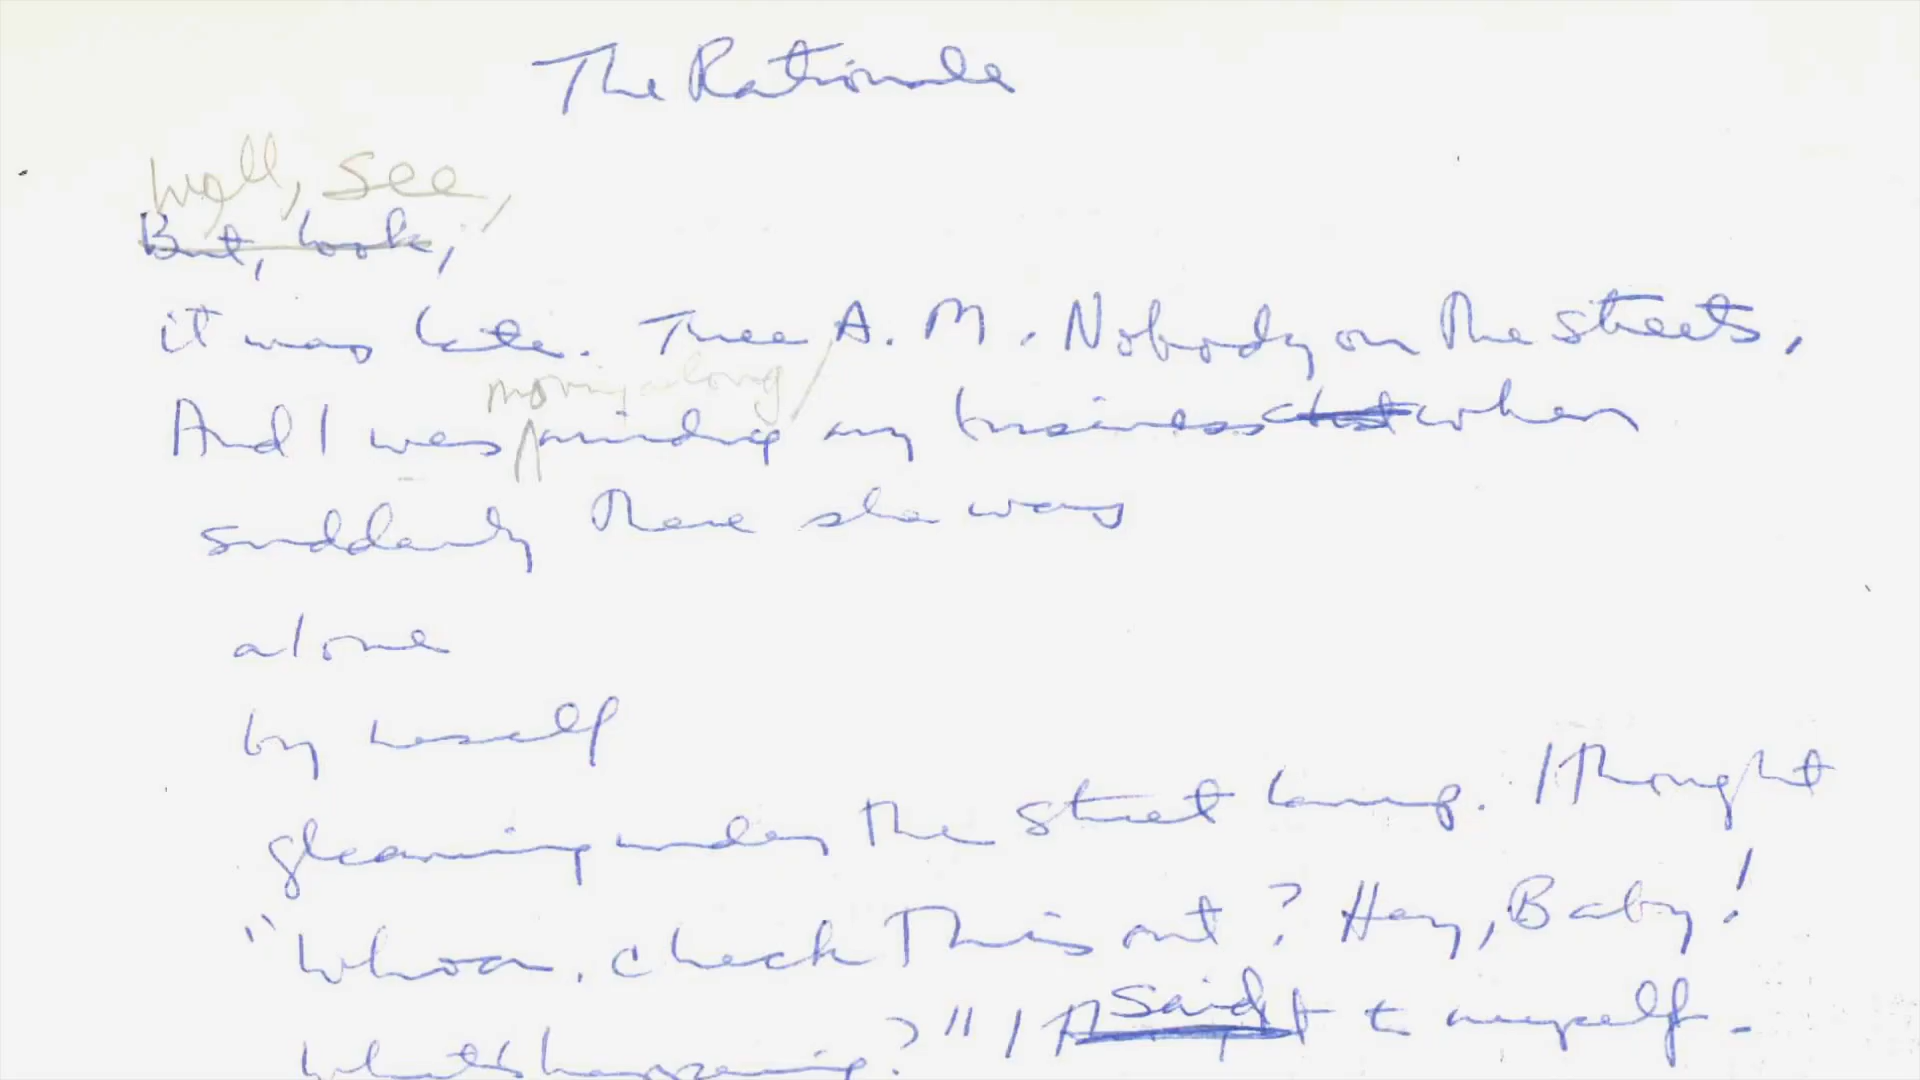 The Rationale
Well, see,
But, look,
it was late. Three A.M. Nobody on the streets,
moving along
And I was minding my business when
suddenly there she was
alone
by herself
gleaming under the street lamp. I thought
"Whoa, check this out? Hey, Baby!
said
what's happening?" I to myself.